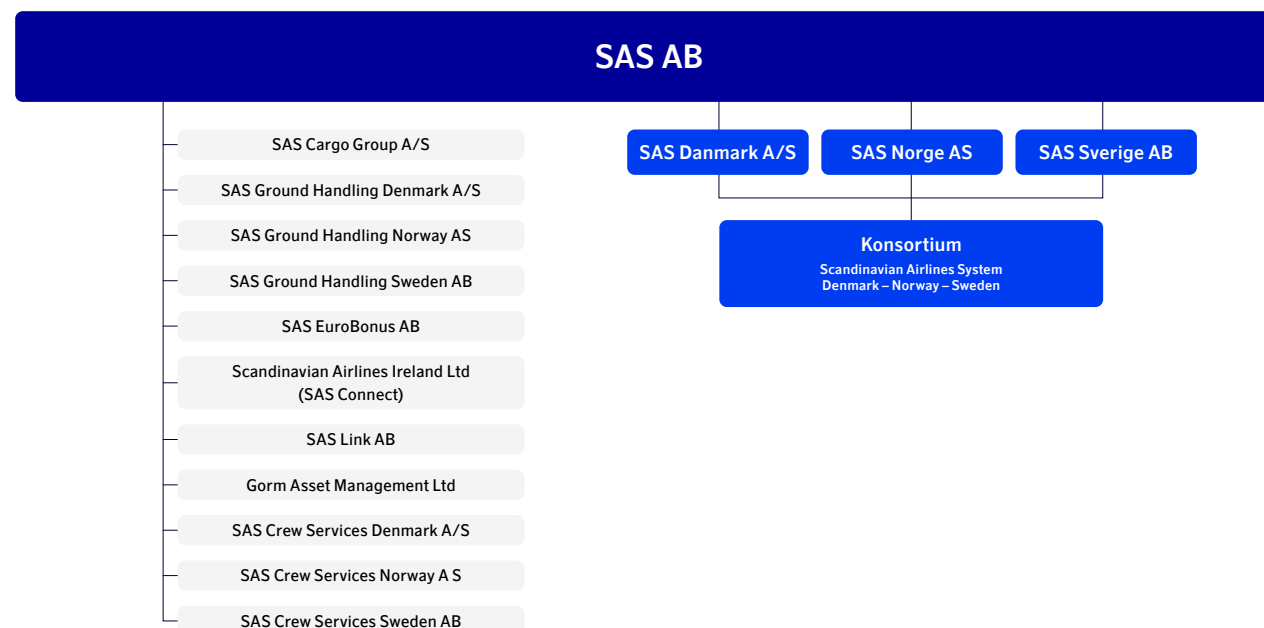 SAS AB
SAS Cargo Group A/S
SAS Ground Handling Denmark A/S
SAS Ground Handling Norway AS
SAS Ground Handling Sweden AB
SAS EuroBonus AB
Scandinavian Airlines Ireland Ltd
(SAS Connect)
SAS Link AB
Gorm Asset Management Ltd
SAS Crew Services Denmark A/S
SAS Crew Services Norway A S
SAS Crew Services Sweden AB
SAS Danmark A/S
SAS Norge AS
SAS Sverige AB
Konsortium
Scandinavian Airlines System
Denmark – Norway – Sweden